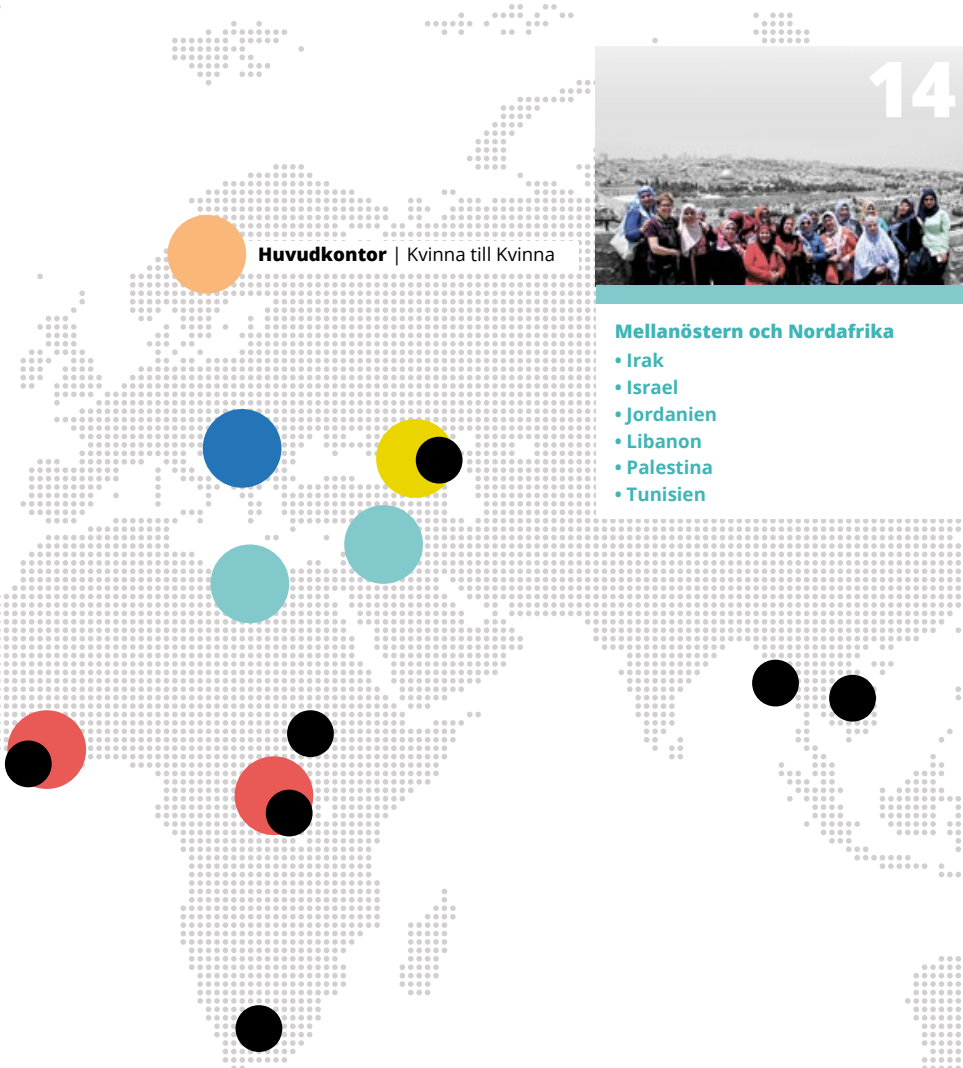 14
Huvudkontor | Kvinna till Kvinna
Mellanöstern och Nordafrika
• Irak
• Israel
• Jordanien
• Libanon
• Palestina
• Tunisien